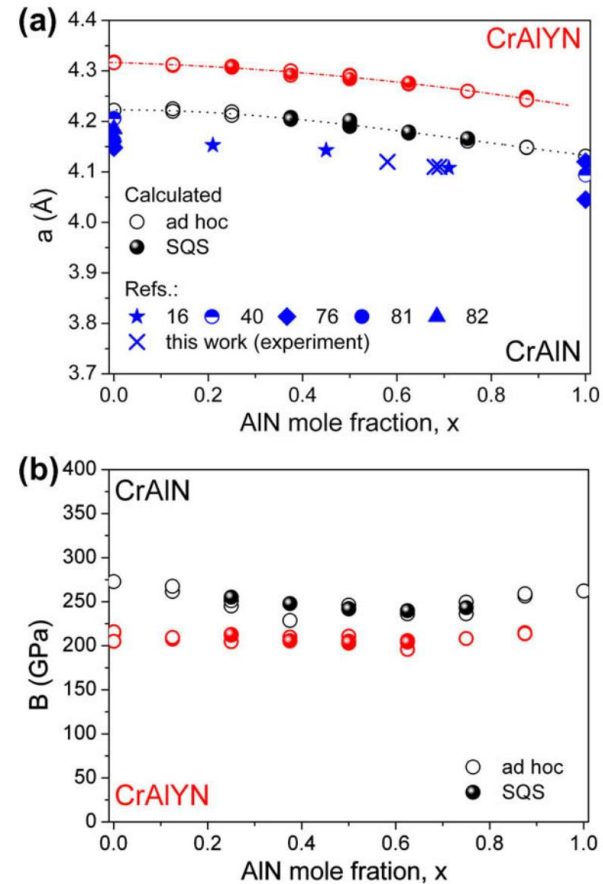 (a)
4.4
4.3
4.2
4.1
4.0
3.9
3.8
3.7
a (Å)
CrAlYN
Calculated
ad hoc
SQS
Refs.:
16 40 76 81 82
this work (experiment)
CrAlN
0.0 0.2 0.4 0.6 0.8 1.0
AlN mole fraction, x
(b)
400
350
300
250
200
150
100
50
0
B (GPa)
CrAlN
ad hoc
SQS
CrAlYN
0.0 0.2 0.4 0.6 0.8 1.0
AlN mole fration, x